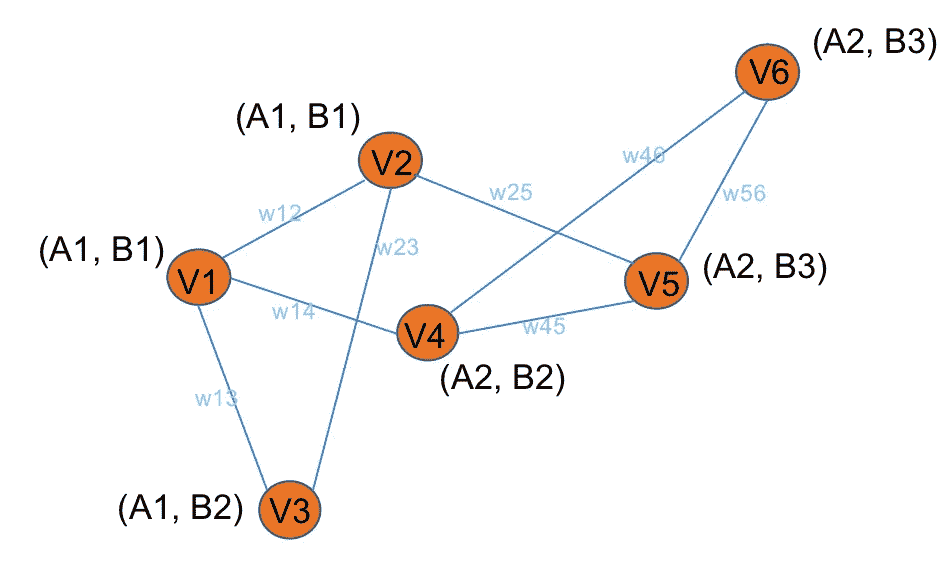 (A2, B3)
V6
(A1, B1)
V2
w46
w25
w56
w12
(A1, B1)
w23
V1
(A2, B3)
V5
w14
w45
V4
(A2, B2)
w13
(A1, B2)
V3